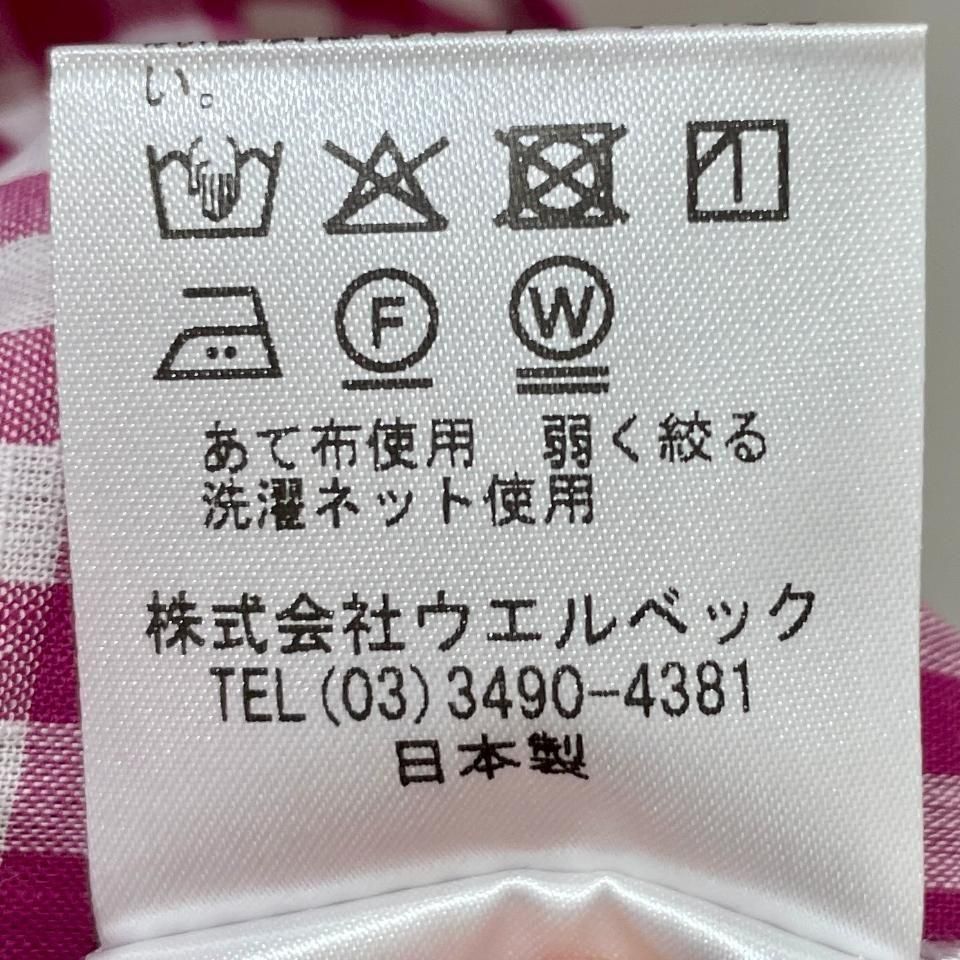 い。
F W
あて布使用　弱く絞る
洗濯ネット使用
株式会社ウエルベック
TEL(03)3490-4381
日本製